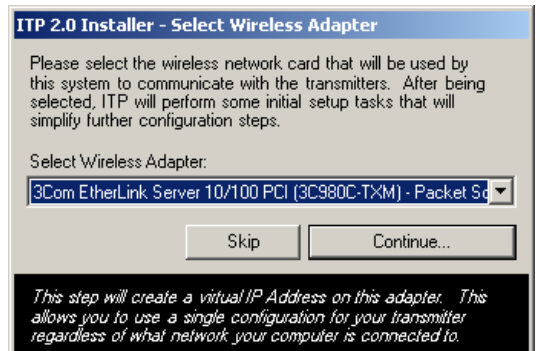 ITP 2.0 Installer - Select Wireless Adapter
Please select the wireless network card that will be used by
this system to communicate with the transmitters. After being
selected, ITP will perform some initial setup tasks that will
simplify further configuration steps.
Select Wireless Adapter:
3Com EtherLink Server 10/100 PCI (3C980C-TXM) - Packet
Skip
Continue...
This step will create a virtual IP Address on this adapter. This
allows you to use a single configuration for your transmitter
regardless of what network your computer is connected to.